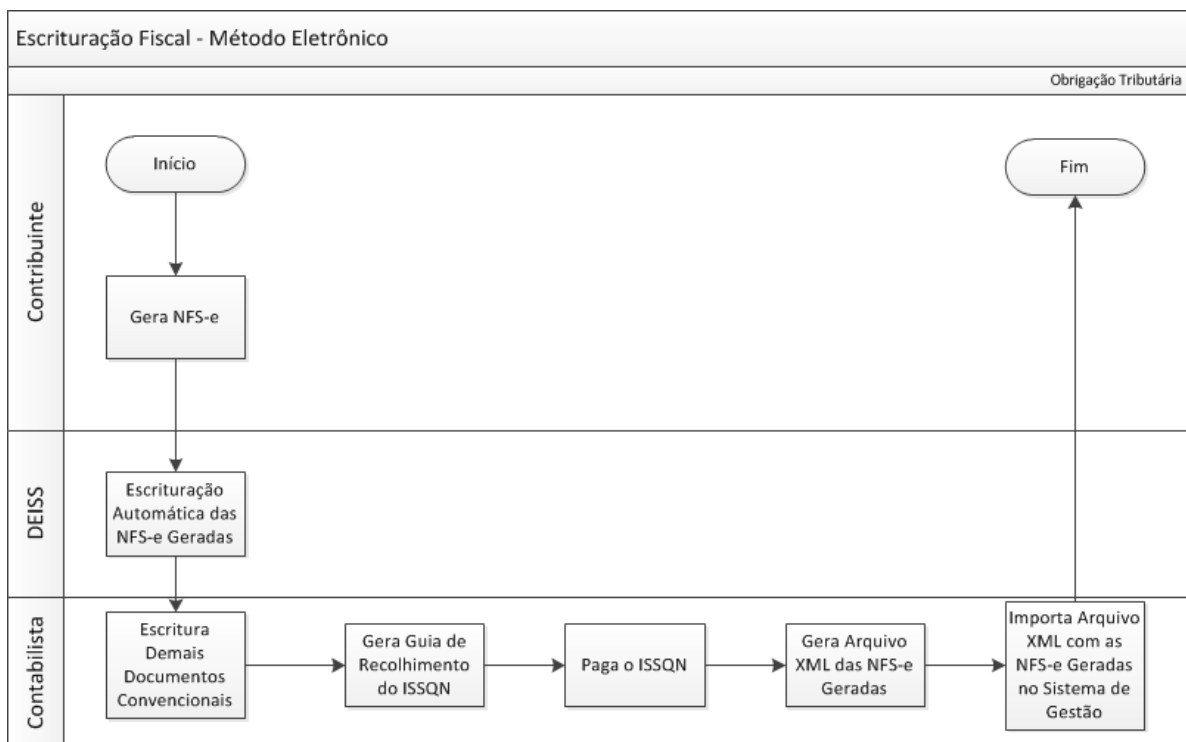 Escrituração Fiscal - Método Eletrônico
Obrigação Tributária
Contribuinte
Início
Fim
Gera NFS-e
DEISS
Escrituração
Automática das
NFS-e Geradas
Contabilista
Escritura
Demais
Documentos
Convencionais
Gera Guia de
Recolhimento
do ISSQN
Paga o ISSQN
Gera Arquivo
XML das NFS-e
Geradas
Importa Arquivo
XML com as
NFS-e Geradas
no Sistema de
Gestão